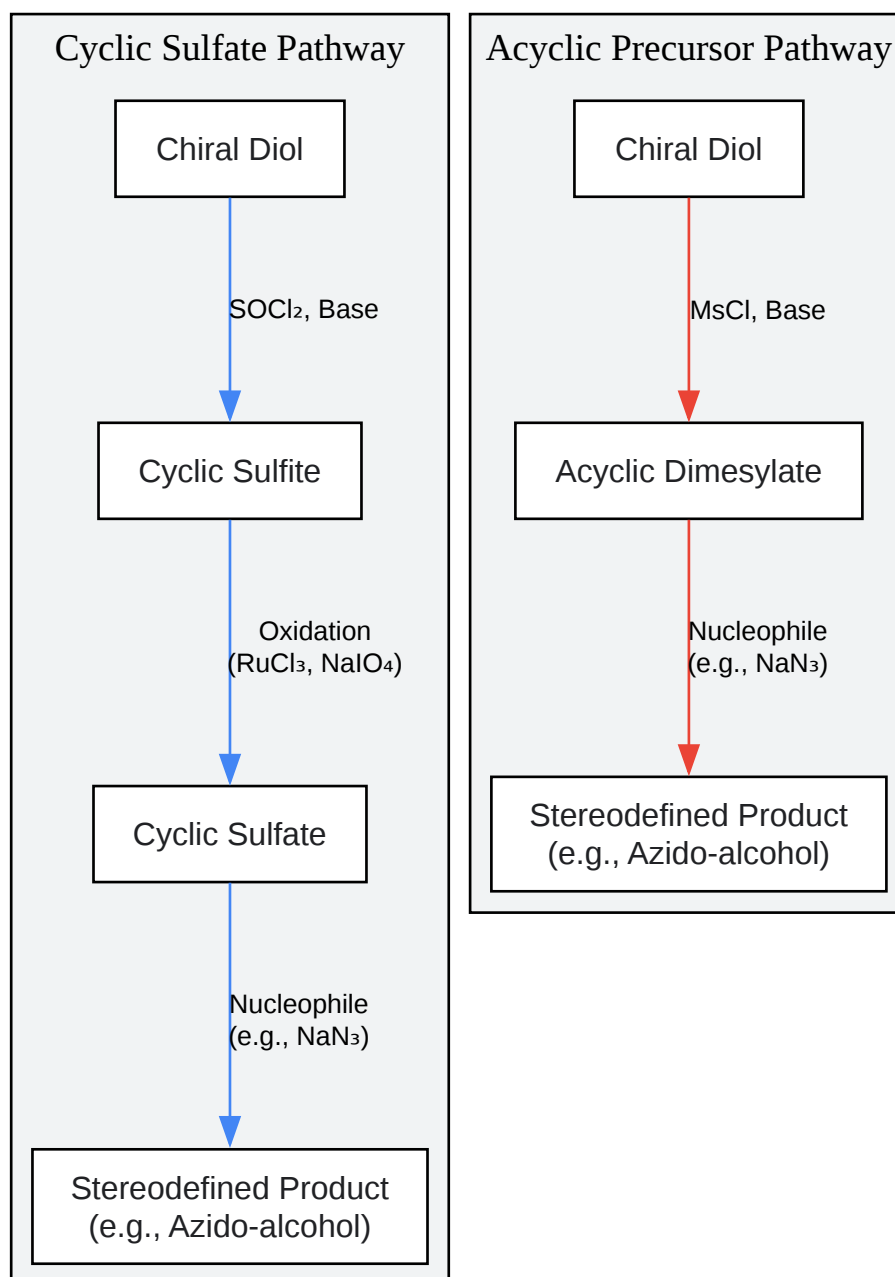 Cyclic Sulfate Pathway
Chiral Diol
SOCl₂, Base
Cyclic Sulfite
Oxidation
(RuCl₃, NaIO₄)
Cyclic Sulfate
Nucleophile
(e.g., NaN₃)
Stereodefined Product
(e.g., Azido-alcohol)
Acyclic Precursor Pathway
Chiral Diol
MsCl, Base
Acyclic Dimesylate
Nucleophile
(e.g., NaN₃)
Stereodefined Product
(e.g., Azido-alcohol)